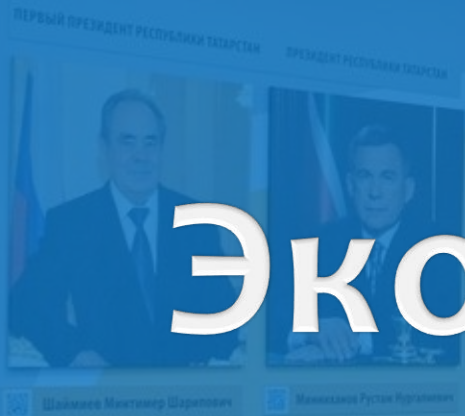 ПЕРВЫЙ ПРЕЗИДЕНТ РЕСПУБЛИКИ ТАТАРСТАН
ПРЕЗИДЕНТ РЕСПУБЛИКИ ТАТАРСТАН
Эко
Шаймиев Минтимер Шарипович
Минниханов Рустам Нургалиевич